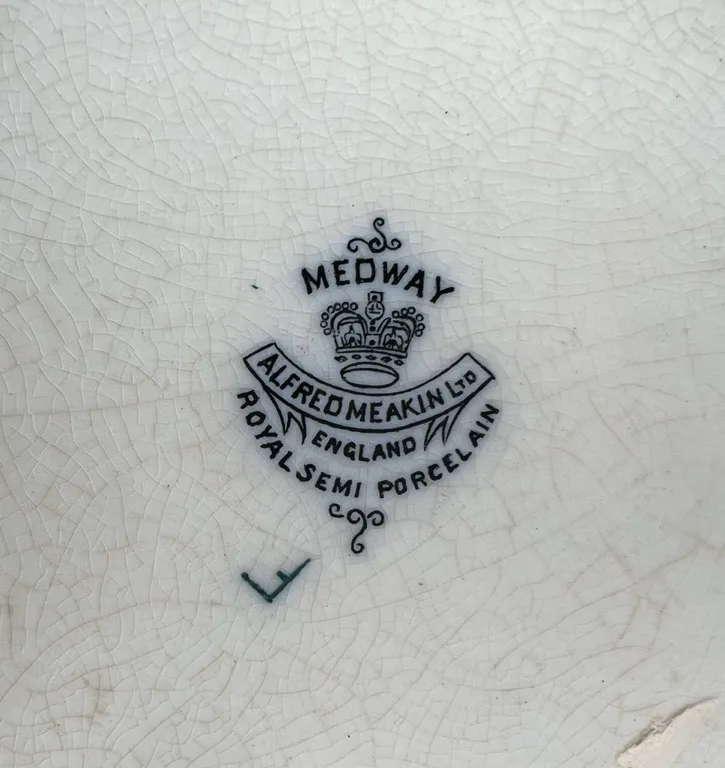 MEDWAY
ALFRED MEAKIN LTD
ENGLAND
ROYAL SEMI PORCELAIN
F